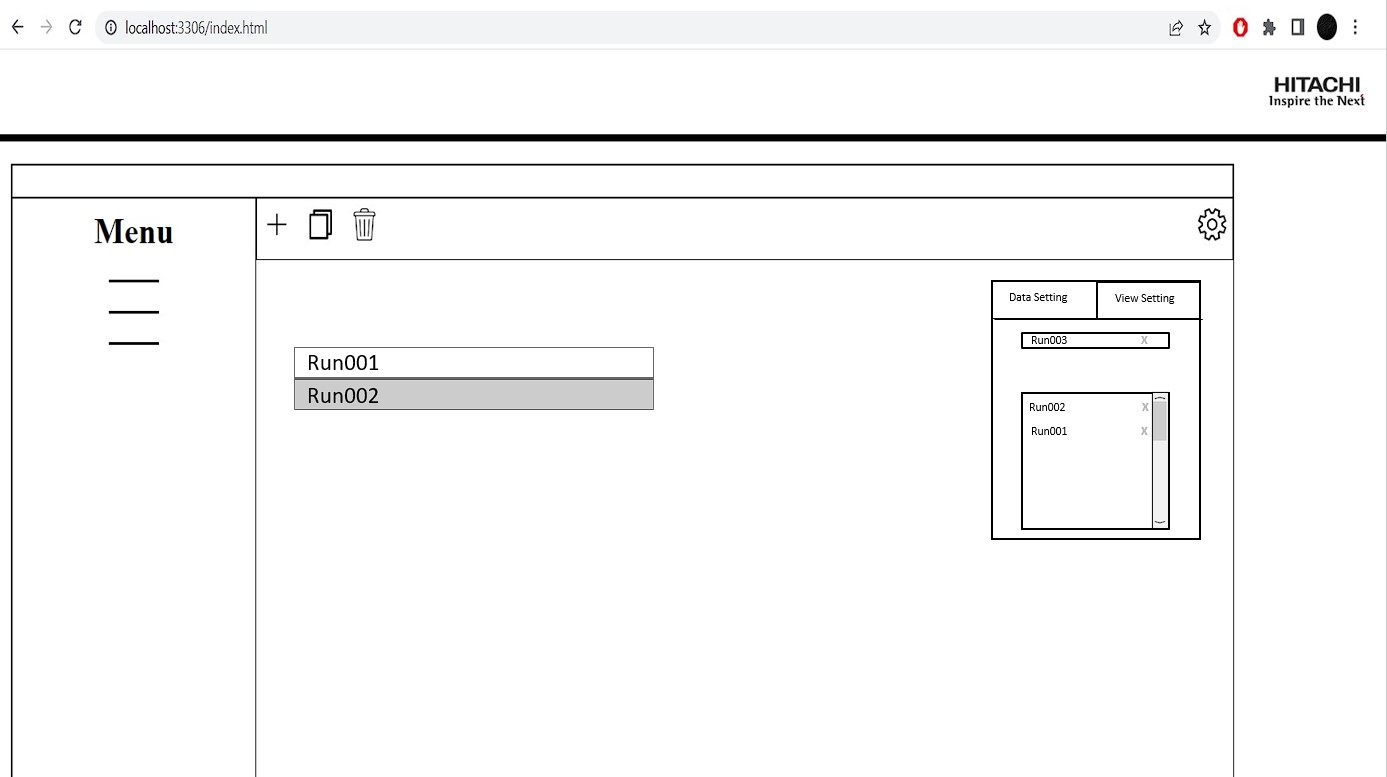 localhost:3306/index.html
HITACHI
Inspire the Next
Menu
Data Setting
View Setting
Run003 X
Run001
Run002
Run002 X
Run001 X